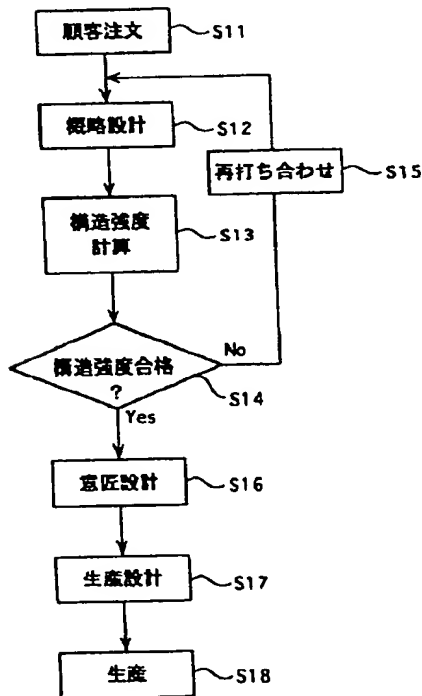 顧客注文 S11
概略設計 S12
再打ち合わせ S15
構造強度
計算 S13
No
構造強度合格
? S14
Yes
意匠設計 S16
生産設計 S17
生産 S18